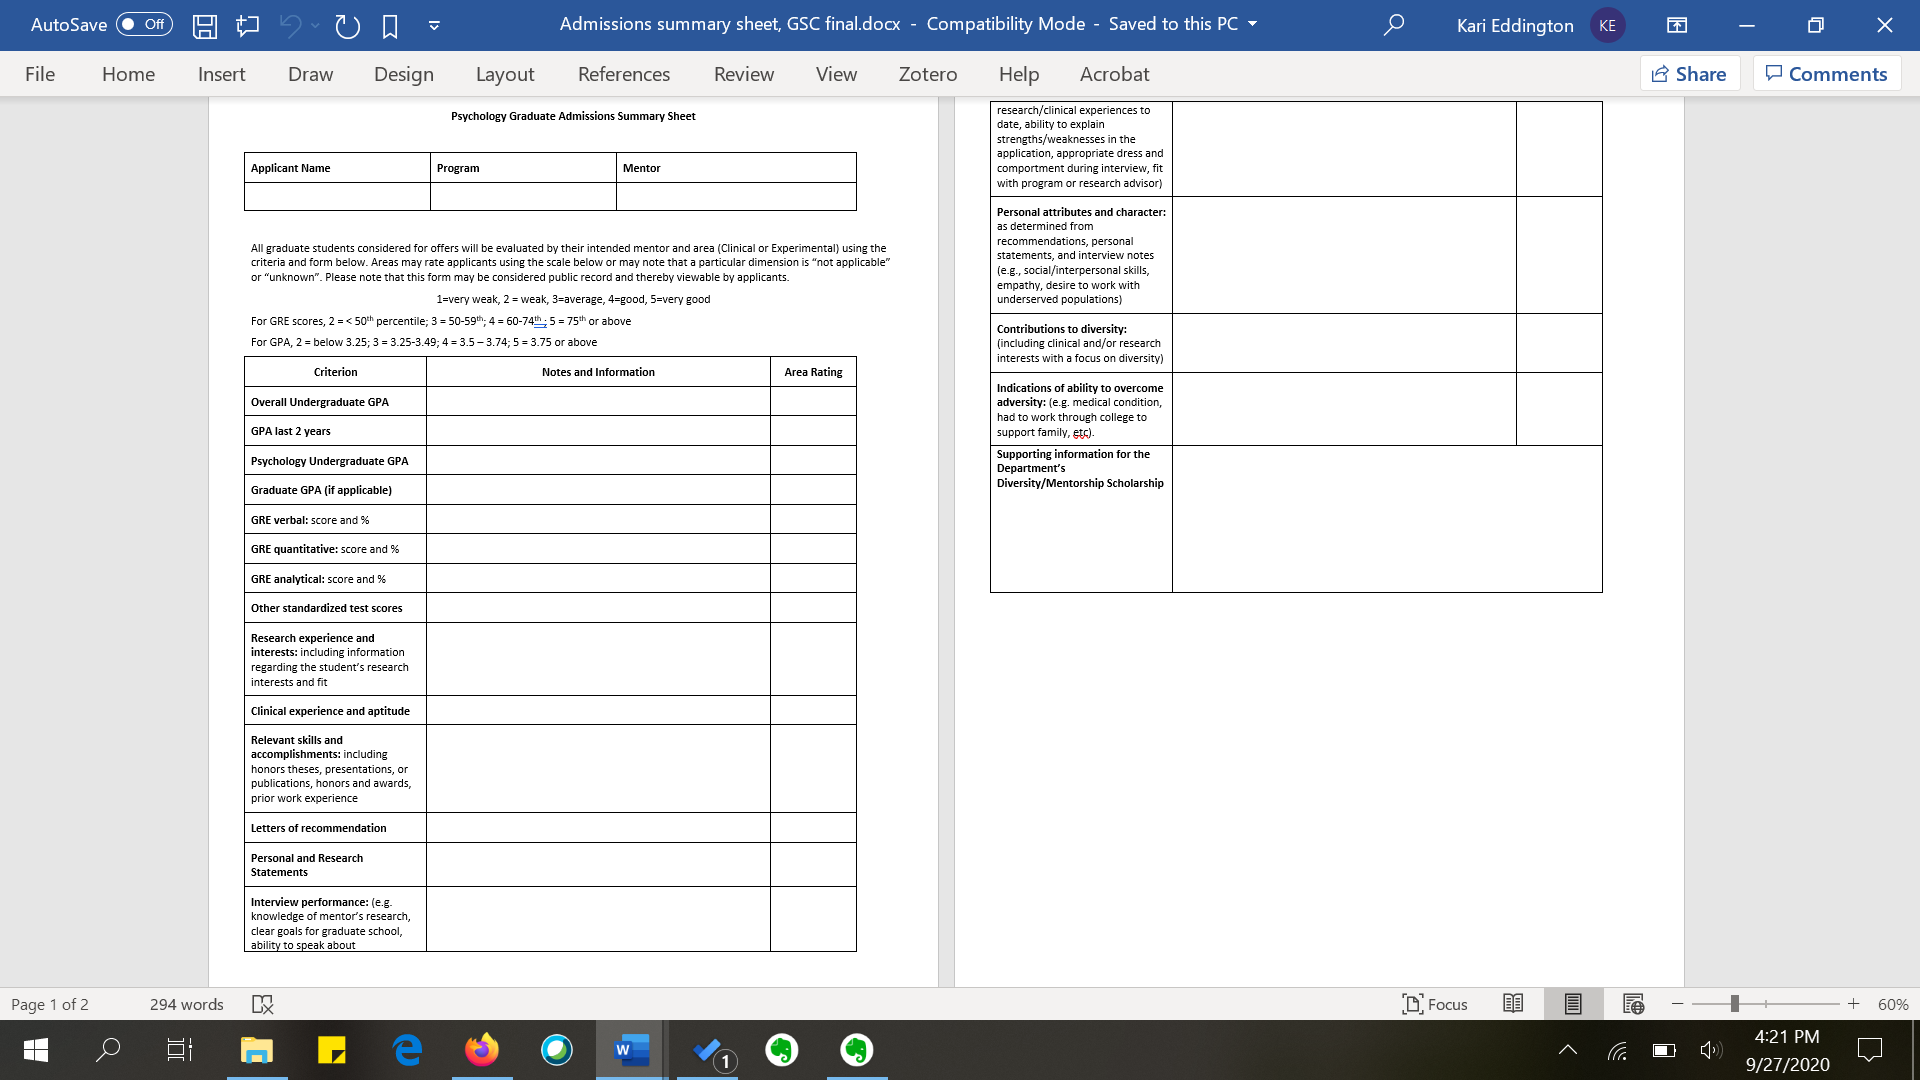 AutoSave Off
Admissions summary sheet, GSC final.docx - Compatibility Mode - Saved to this PC
Kari Eddington KE
File Home Insert Draw Design Layout References Review View Zotero Help Acrobat Share Comments
Psychology Graduate Admissions Summary Sheet
Applicant Name Program Mentor
All graduate students considered for offers will be evaluated by their intended mentor and area (Clinical or Experimental) using the
criteria and form below. Areas may rate applicants using the scale below or may note that a particular dimension is “not applicable”
or “unknown”. Please note that this form may be considered public record and thereby viewable by applicants.
1=very weak, 2 = weak, 3=average, 4=good, 5=very good
For GRE scores, 2 = < 50th percentile; 3 = 50-59th; 4 = 60-74th ; 5 = 75th or above
For GPA, 2 = below 3.25; 3 = 3.25-3.49; 4 = 3.5 – 3.74; 5 = 3.75 or above
Criterion Notes and Information Area Rating
Overall Undergraduate GPA
GPA last 2 years
Psychology Undergraduate GPA
Graduate GPA (if applicable)
GRE verbal: score and %
GRE quantitative: score and %
GRE analytical: score and %
Other standardized test scores
Research experience and
interests: including information
regarding the student’s research
interests and fit
Clinical experience and aptitude
Relevant skills and
accomplishments: including
honors theses, presentations, or
publications, honors and awards,
prior work experience
Letters of recommendation
Personal and Research
Statements
Interview performance: (e.g.
knowledge of mentor’s research,
clear goals for graduate school,
ability to speak about
research/clinical experiences to
date, ability to explain
strengths/weaknesses in the
application, appropriate dress and
comportment during interview, fit
with program or research advisor)
Personal attributes and character:
as determined from
recommendations, personal
statements, and interview notes
(e.g., social/interpersonal skills,
empathy, desire to work with
underserved populations)
Contributions to diversity:
(including clinical and/or research
interests with a focus on diversity)
Indications of ability to overcome
adversity: (e.g. medical condition,
had to work through college to
support family, etc).
Supporting information for the
Department’s
Diversity/Mentorship Scholarship
Page 1 of 2 294 words Focus 60%
W 1
4:21 PM
9/27/2020